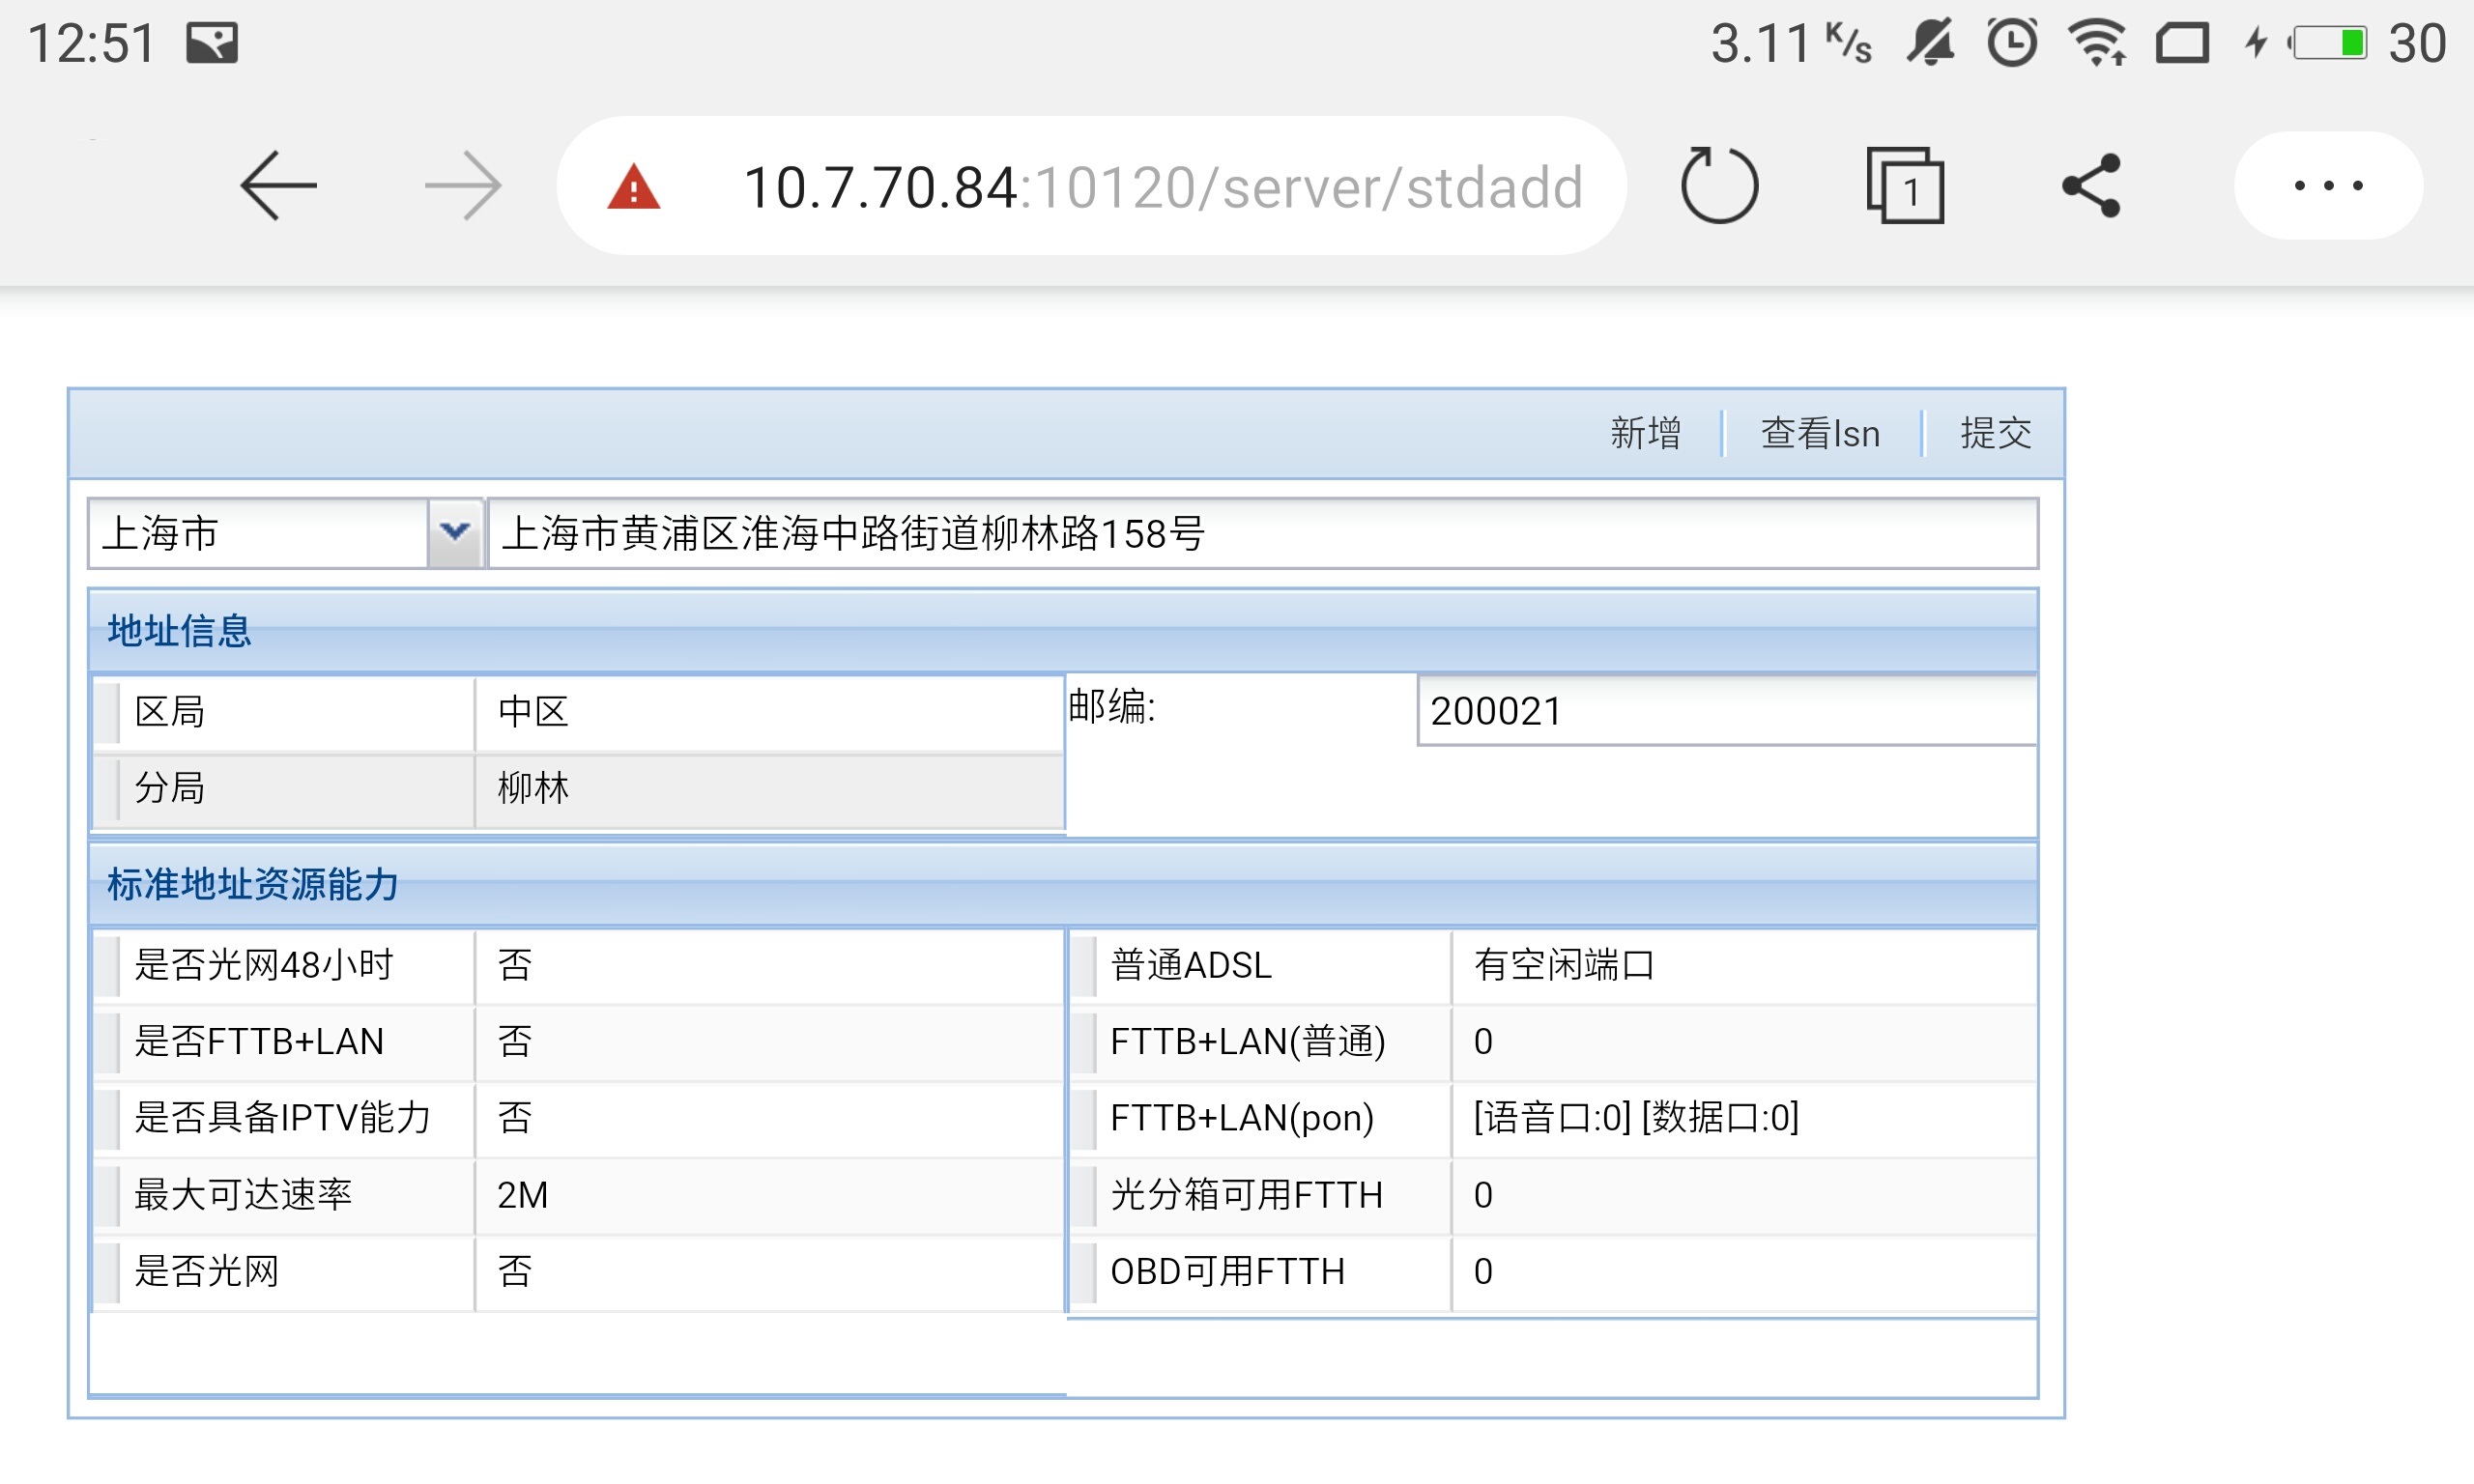 12:51 3.11 K/s 30
10.7.70.84:10120/server/stdadd 1
新增 查看lsn 提交
上海市 上海市黄浦区淮海中路街道柳林路158号
地址信息
区局 中区 邮编: 200021
分局 柳林
标准地址资源能力
是否光网48小时 否 普通ADSL 有空闲端口
是否FTTB+LAN 否 FTTB+LAN(普通) 0
是否具备IPTV能力 否 FTTB+LAN(pon) [语音口:0] [数据口:0]
最大可达速率 2M 光分箱可用FTTH 0
是否光网 否 OBD可用FTTH 0